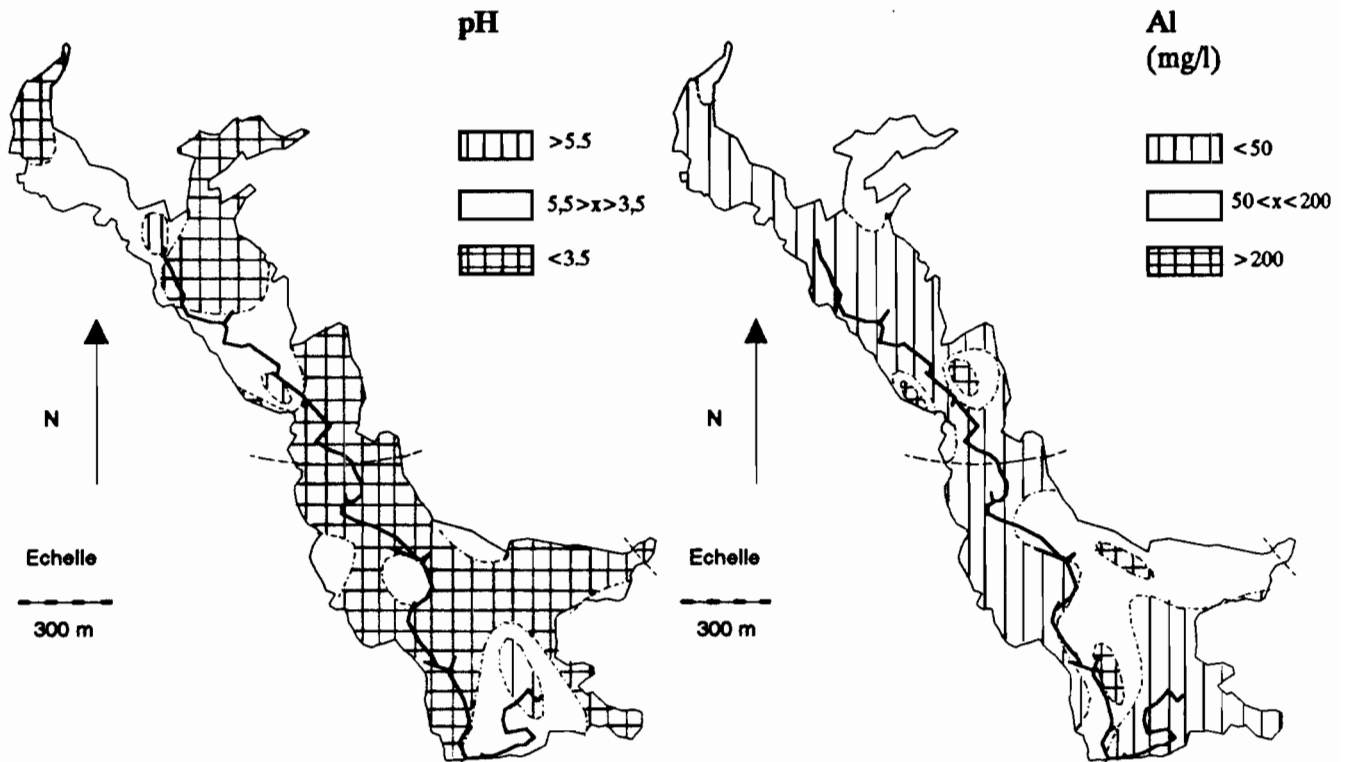 pH
>5.5
5,5>x>3,5
<3.5
N
Echelle
300 m
Al
(mg/l)
<50
50<x<200
>200
N
Echelle
300 m